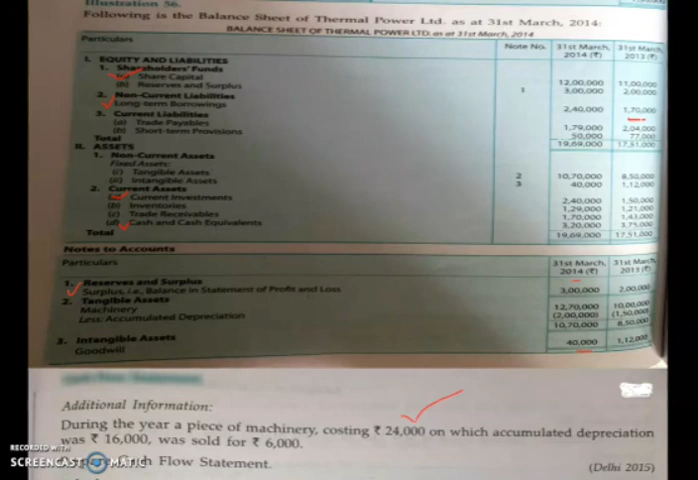 Illustration 56.
Following is the Balance Sheet of Thermal Power Ltd. as at 31st March, 2014:
BALANCE SHEET OF THERMAL POWER LTD. as at 31st March, 2014
Particulars Note No. 31st March, 2014 (₹) 31st March 2013 (₹)
I. EQUITY AND LIABILITIES
1. Shareholders' Funds
(a) Share Capital 12,00,000 11,00,000
(b) Reserves and Surplus 1 3,00,000 2,00,000
2. Non-Current Liabilities
Long-term Borrowings 2,40,000 1,70,000
3. Current Liabilities
(a) Trade Payables 1,79,000 2,04,000
(b) Short-term Provisions 50,000 77,000
Total 19,69,000 17,51,000
II. ASSETS
1. Non-Current Assets
Fixed Assets:
(i) Tangible Assets 2 10,70,000 8,50,000
(ii) Intangible Assets 3 40,000 1,12,000
2. Current Assets
(a) Current Investments 2,40,000 1,50,000
(b) Inventories 1,29,000 1,21,000
(c) Trade Receivables 1,70,000 1,43,000
(d) Cash and Cash Equivalents 3,20,000 3,75,000
Total 19,69,000 17,51,000
Notes to Accounts
Particulars 31st March, 2014 (₹) 31st March 2013 (₹)
1. Reserves and Surplus
Surplus, i.e., Balance in Statement of Profit and Loss 3,00,000 2,00,000
2. Tangible Assets
Machinery 12,70,000 10,00,000
Less: Accumulated Depreciation (2,00,000) (1,50,000)
10,70,000 8,50,000
3. Intangible Assets
Goodwill 40,000 1,12,000
Additional Information:
During the year a piece of machinery, costing ₹ 24,000 on which accumulated depreciation
was ₹ 16,000, was sold for ₹ 6,000.
Cash Flow Statement. (Delhi 2015)
RECORDED WITH
SCREENCAST-O-MATIC